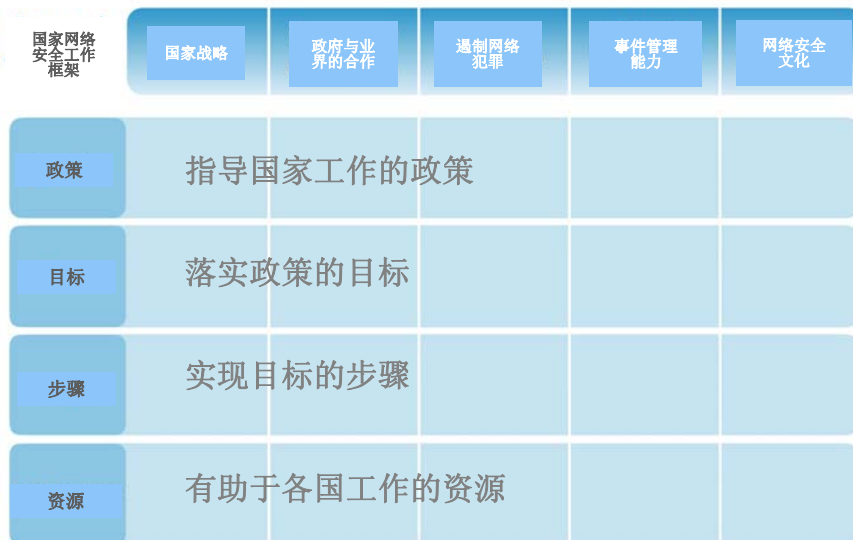 国家网络
安全工作
框架
国家战略
政府与业
界的合作
遏制网络
犯罪
事件管理
能力
网络安全
文化
政策
指导国家工作的政策
目标
落实政策的目标
步骤
实现目标的步骤
资源
有助于各国工作的资源